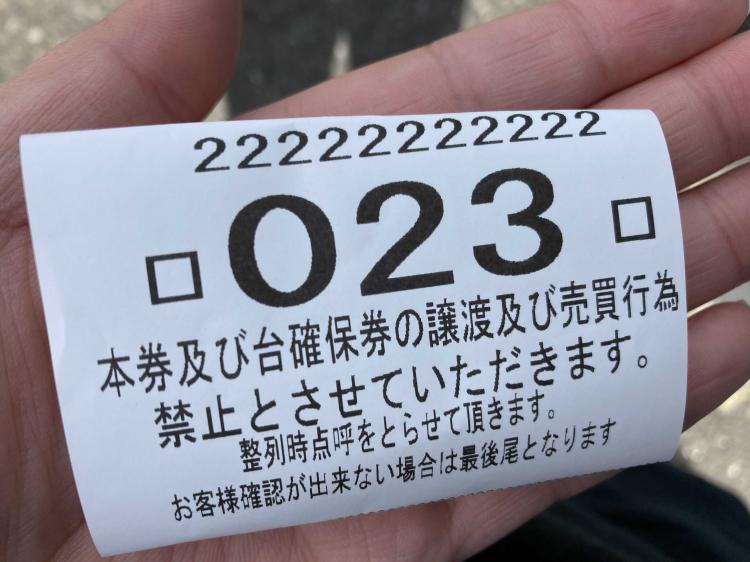 22222222222
□ 023 □
本券及び台確保券の譲渡及び売買行為
禁止とさせていただきます。
整列時点呼をとらせて頂きます。
お客様確認が出来ない場合は最後尾となります